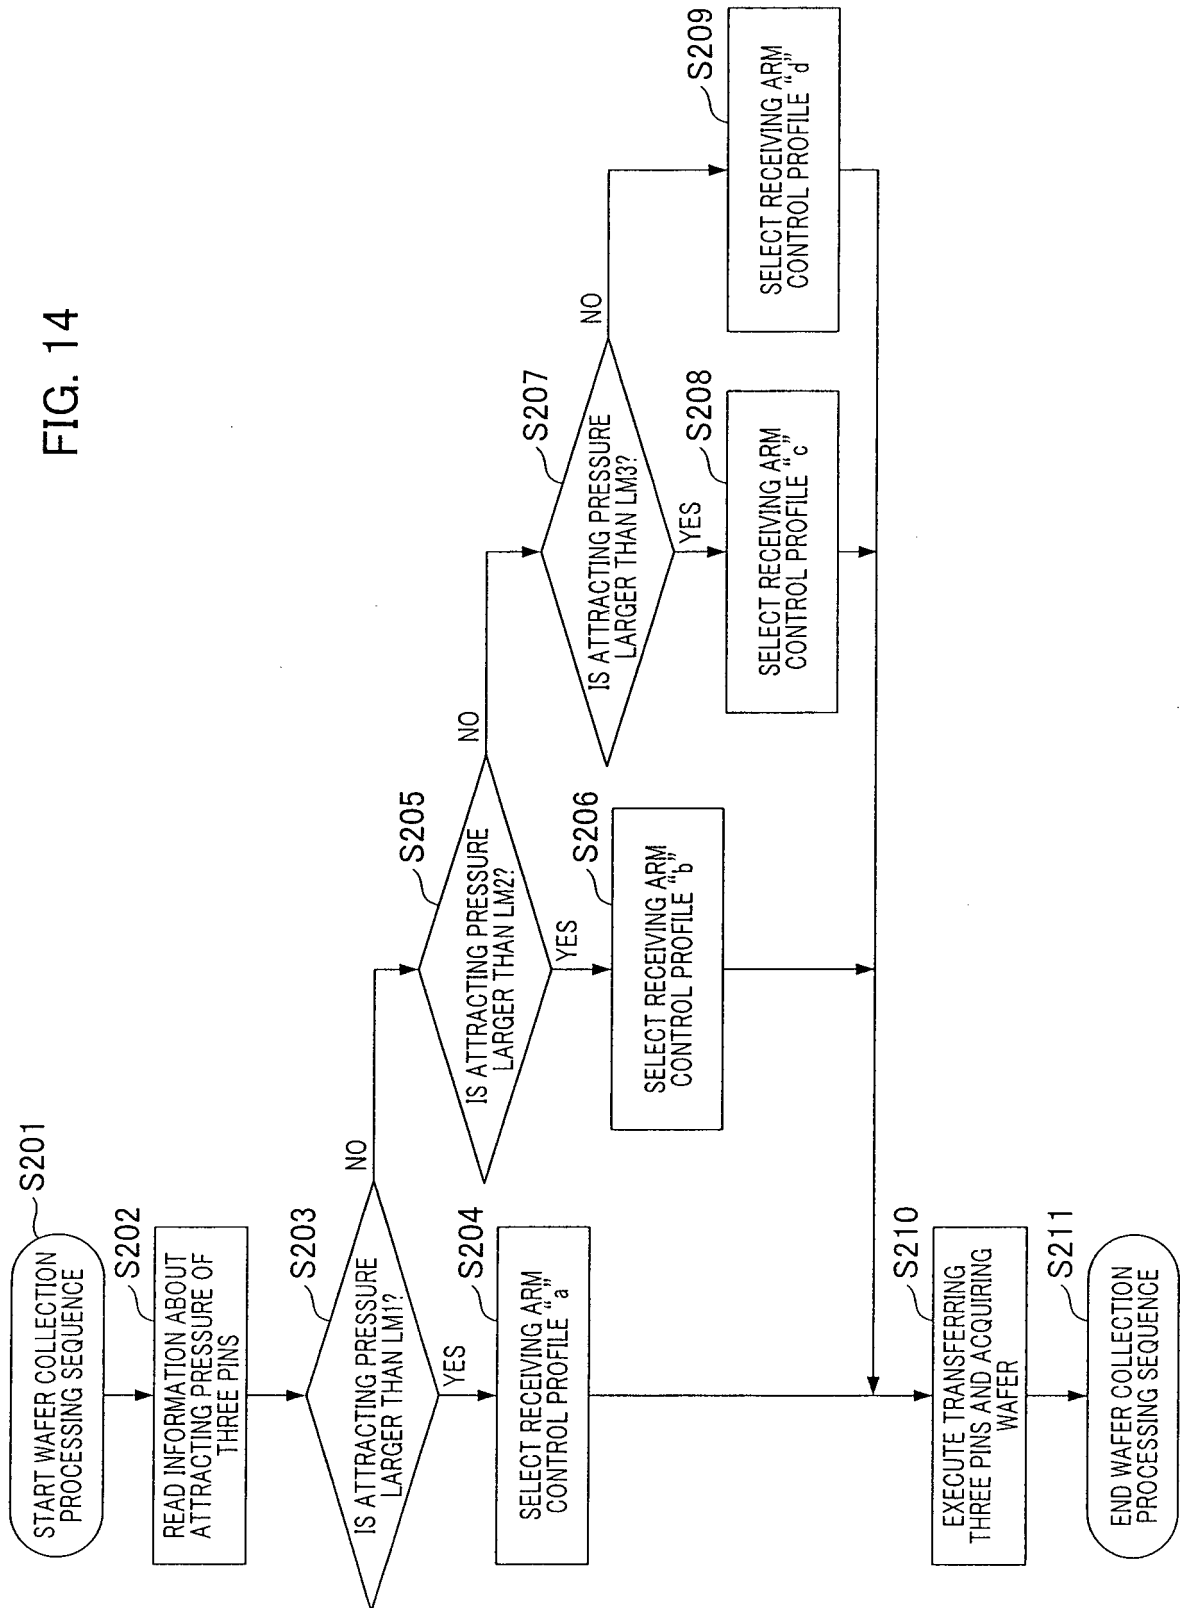 FIG. 14
START WAFER COLLECTION
PROCESSING SEQUENCE
S201
READ INFORMATION ABOUT
ATTRACTING PRESSURE OF
THREE PINS
S202
IS ATTRACTING PRESSURE
LARGER THAN LM1?
S203
NO
YES
SELECT RECEIVING ARM
CONTROL PROFILE "a"
S204
IS ATTRACTING PRESSURE
LARGER THAN LM2?
S205
NO
YES
SELECT RECEIVING ARM
CONTROL PROFILE "b"
S206
IS ATTRACTING PRESSURE
LARGER THAN LM3?
S207
NO
YES
SELECT RECEIVING ARM
CONTROL PROFILE "c"
S208
SELECT RECEIVING ARM
CONTROL PROFILE "d"
S209
EXECUTE TRANSFERRING
THREE PINS AND ACQUIRING
WAFER
S210
END WAFER COLLECTION
PROCESSING SEQUENCE
S211